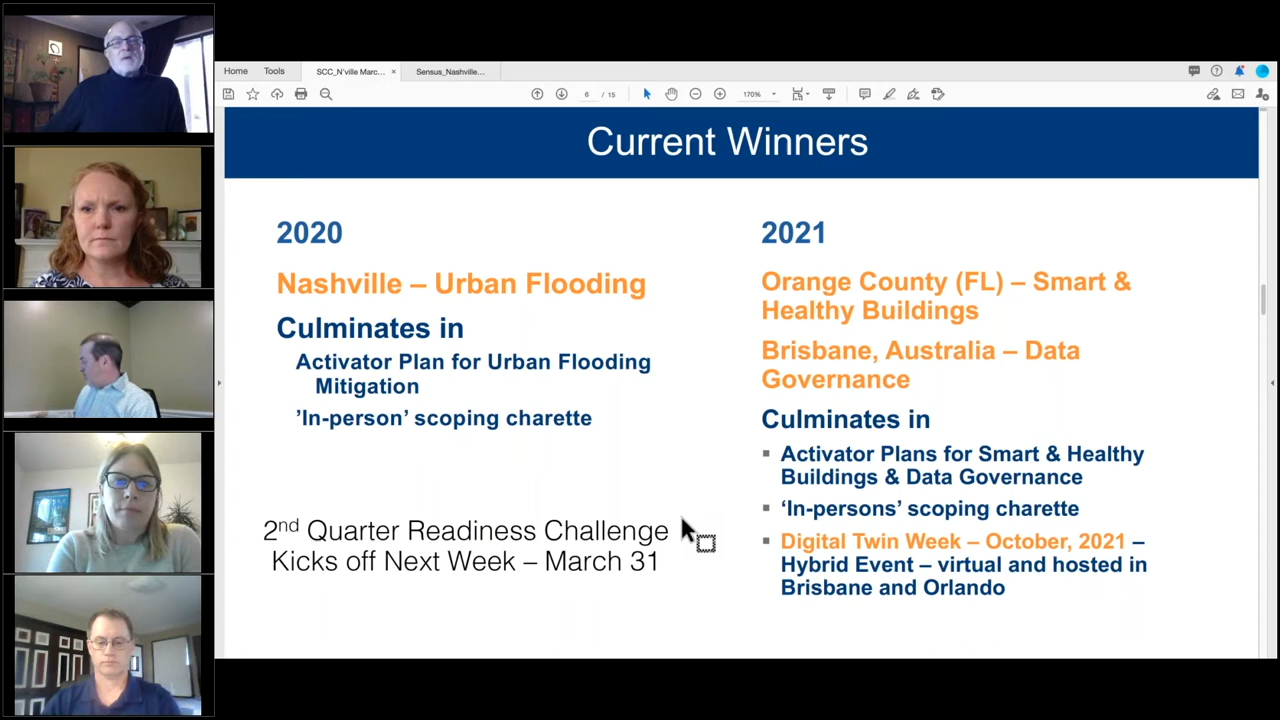 Home Tools SCC_N'ville Marc... × Sensus_Nashville...
6 / 15 170%
Current Winners
2020
Nashville – Urban Flooding
Culminates in
Activator Plan for Urban Flooding
Mitigation
’In-person’ scoping charette
2nd Quarter Readiness Challenge
Kicks off Next Week – March 31
2021
Orange County (FL) – Smart &
Healthy Buildings
Brisbane, Australia – Data
Governance
Culminates in
Activator Plans for Smart & Healthy
Buildings & Data Governance
‘In-persons’ scoping charette
Digital Twin Week – October, 2021 –
Hybrid Event – virtual and hosted in
Brisbane and Orlando